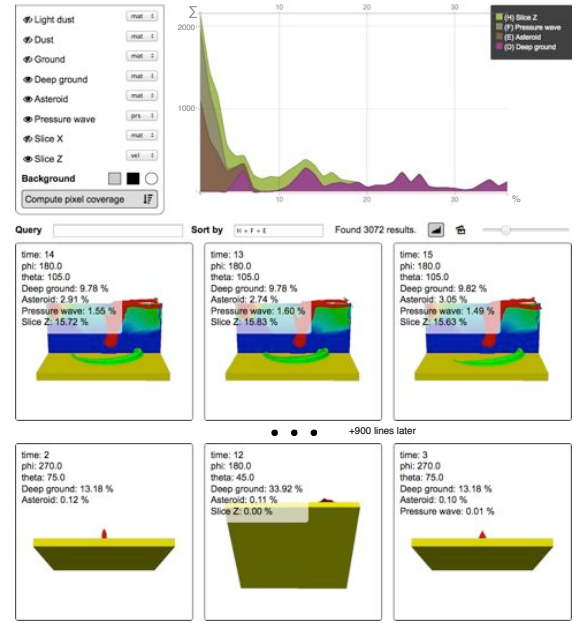 Light dust mat
Dust mat
Ground mat
Deep ground mat
Asteroid mat
Pressure wave prs
Slice X mat
Slice Z vel
Background
Compute pixel coverage
Σ
2000
1000
10
20
30
10
20
30
%
(H) Slice Z
(F) Pressure wave
(E) Asteroid
(D) Deep ground
Query Sort by H + F + E Found 3072 results.
time: 14
phi: 180.0
theta: 105.0
Deep ground: 9.78 %
Asteroid: 2.91 %
Pressure wave: 1.55 %
Slice Z: 15.72 %
time: 13
phi: 180.0
theta: 105.0
Deep ground: 9.78 %
Asteroid: 2.74 %
Pressure wave: 1.60 %
Slice Z: 15.83 %
time: 15
phi: 180.0
theta: 105.0
Deep ground: 9.82 %
Asteroid: 3.05 %
Pressure wave: 1.49 %
Slice Z: 15.63 %
+900 lines later
time: 2
phi: 270.0
theta: 75.0
Deep ground: 13.18 %
Asteroid: 0.12 %
time: 12
phi: 180.0
theta: 45.0
Deep ground: 33.92 %
Asteroid: 0.11 %
Slice Z: 0.00 %
time: 3
phi: 270.0
theta: 75.0
Deep ground: 13.18 %
Asteroid: 0.10 %
Pressure wave: 0.01 %